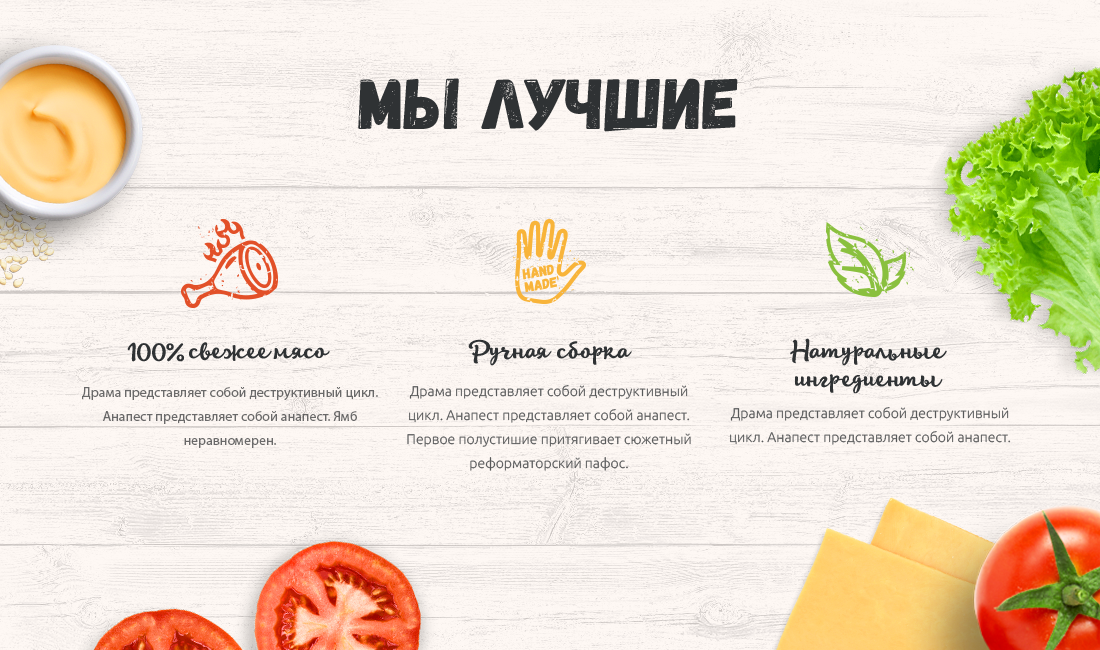 МЫ ЛУЧШИЕ
HAND
MADE
100% свежее мясо
Драма представляет собой деструктивный цикл.
Анапест представляет собой анапест. Ямб
неравномерен.
Ручная сборка
Драма представляет собой деструктивный
цикл. Анапест представляет собой анапест.
Первое полустишие притягивает сюжетный
реформаторский пафос.
Натуральные
ингредиенты
Драма представляет собой деструктивный
цикл. Анапест представляет собой анапест.